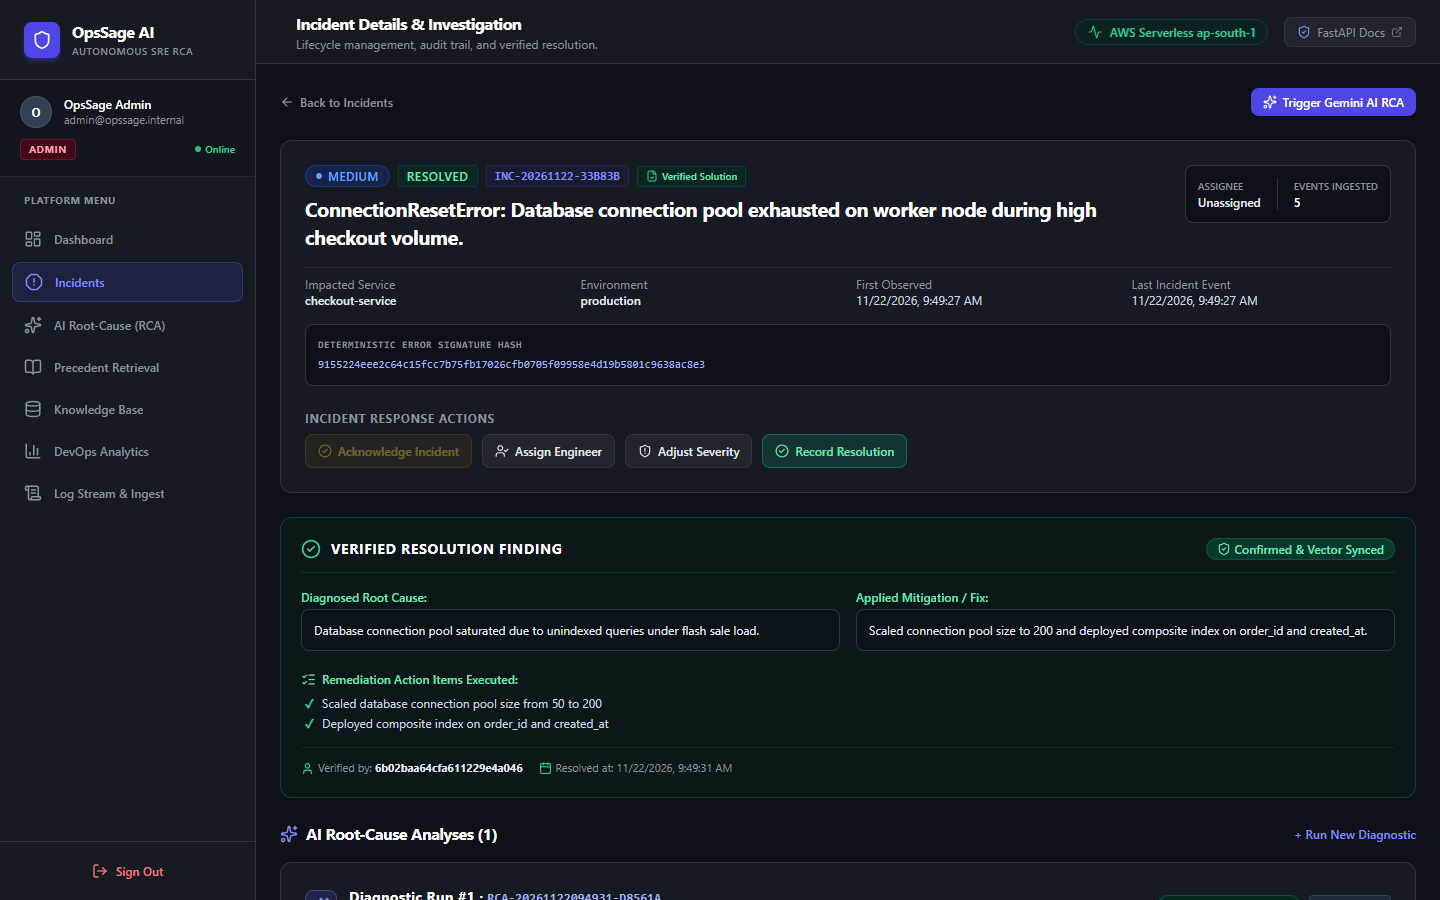 OpsSage AI
AUTONOMOUS SRE RCA
O
OpsSage Admin
admin@opssage.internal
ADMIN
Online
PLATFORM MENU
Dashboard
Incidents
AI Root-Cause (RCA)
Precedent Retrieval
Knowledge Base
DevOps Analytics
Log Stream & Ingest
Sign Out
Incident Details & Investigation
Lifecycle management, audit trail, and verified resolution.
AWS Serverless ap-south-1
FastAPI Docs
Back to Incidents
Trigger Gemini AI RCA
MEDIUM
RESOLVED
INC-20261122-33B83B
Verified Solution
ConnectionResetError: Database connection pool exhausted on worker node during high
checkout volume.
ASSIGNEE
Unassigned
EVENTS INGESTED
5
Impacted Service
checkout-service
Environment
production
First Observed
11/22/2026, 9:49:27 AM
Last Incident Event
11/22/2026, 9:49:27 AM
DETERMINISTIC ERROR SIGNATURE HASH
9155224eee2c64c15fcc7b75fb17026cfb0705f09958e4d19b5801c9638ac8e3
INCIDENT RESPONSE ACTIONS
Acknowledge Incident
Assign Engineer
Adjust Severity
Record Resolution
VERIFIED RESOLUTION FINDING
Confirmed & Vector Synced
Diagnosed Root Cause:
Database connection pool saturated due to unindexed queries under flash sale load.
Applied Mitigation / Fix:
Scaled connection pool size to 200 and deployed composite index on order_id and created_at.
Remediation Action Items Executed:
✓ Scaled database connection pool size from 50 to 200
✓ Deployed composite index on order_id and created_at
Verified by: 6b02baa64cfa611229e4a046
Resolved at: 11/22/2026, 9:49:31 AM
AI Root-Cause Analyses (1)
+ Run New Diagnostic
Diagnostic Run #1 · RCA-20261122094931-D8561A